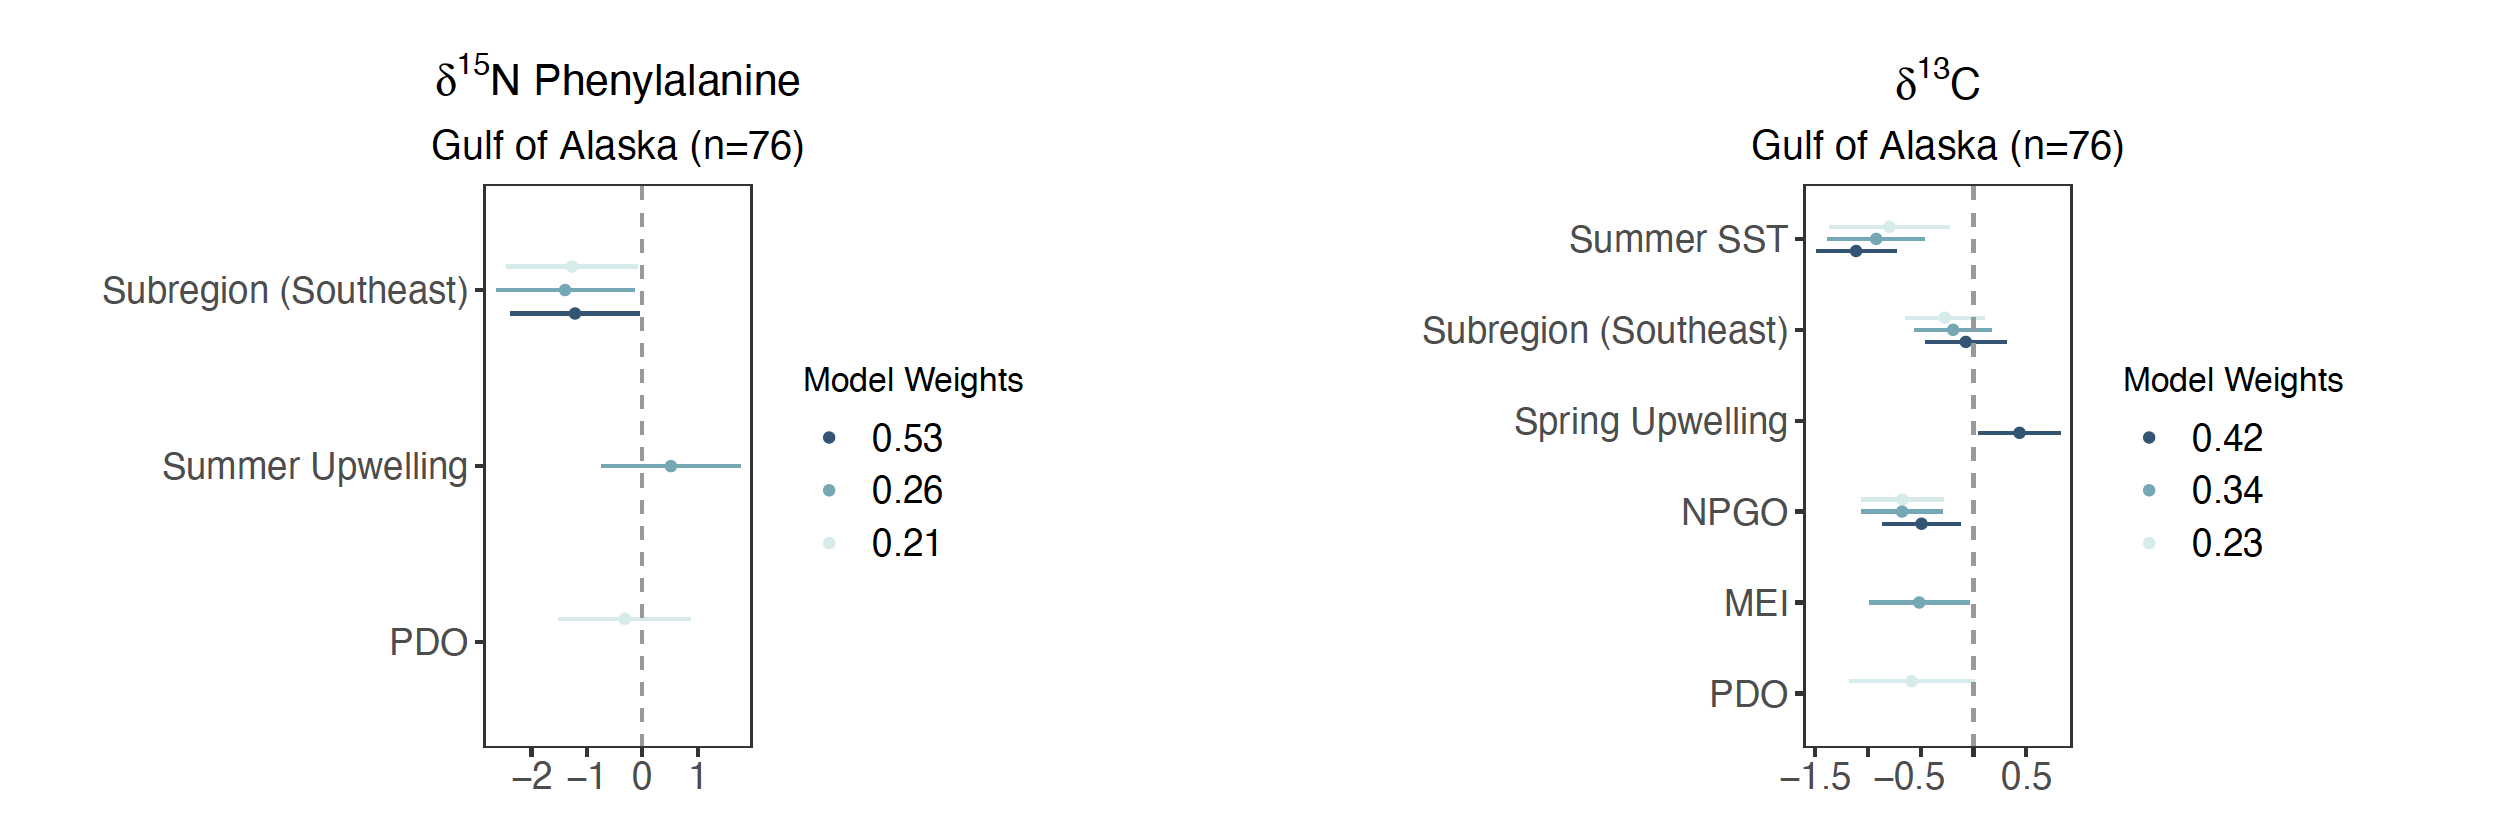 δ15N Phenylalanine
Gulf of Alaska (n=76)
Subregion (Southeast)
Summer Upwelling
PDO
−2 −1 0 1
Model Weights
0.53
0.26
0.21
δ13C
Gulf of Alaska (n=76)
Summer SST
Subregion (Southeast)
Spring Upwelling
NPGO
MEI
PDO
−1.5 −0.5 0.5
Model Weights
0.42
0.34
0.23